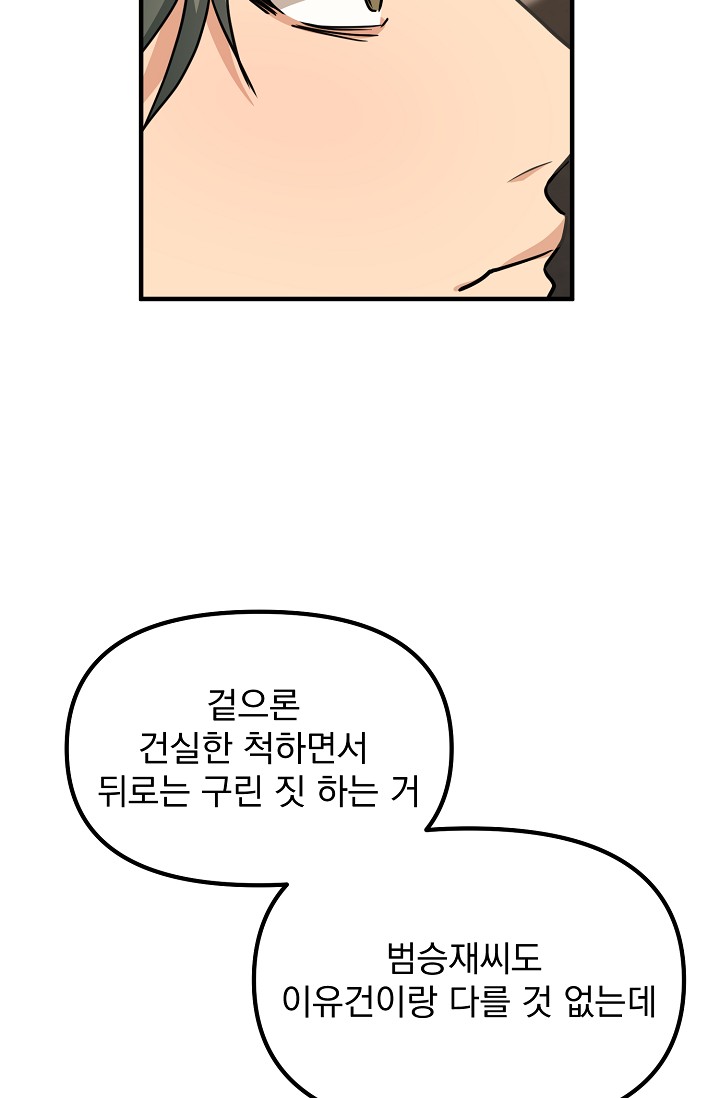 겉으론
건실한 척하면서
뒤로는 구린 짓 하는 거
범승재씨도
이유건이랑 다를 것 없는데